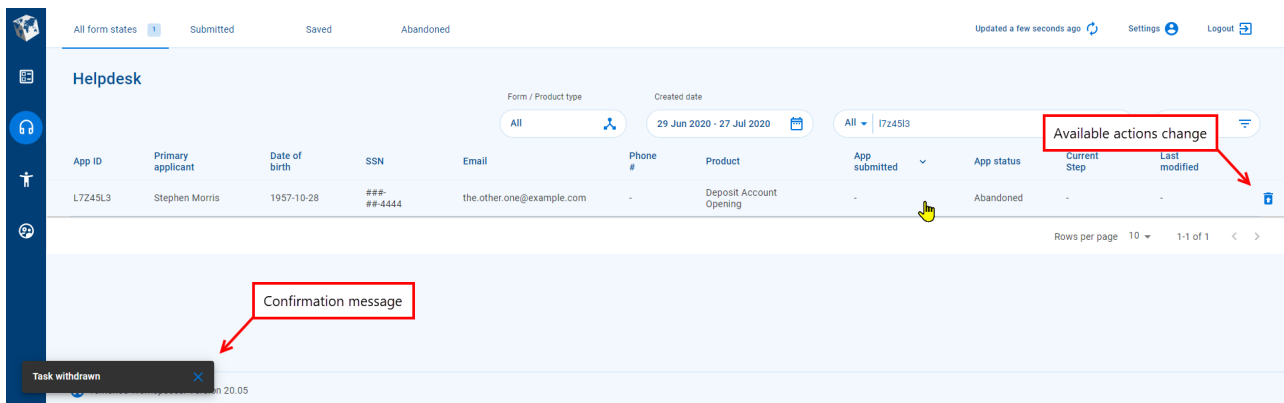 All form states 1 Submitted Saved Abandoned Updated a few seconds ago Settings Logout
Helpdesk
Form / Product type Created date
All 29 Jun 2020 - 27 Jul 2020 All l7z45l3
Available actions change
App ID Primary applicant Date of birth SSN Email Phone # Product App submitted App status Current Step Last modified
L7Z45L3 Stephen Morris 1957-10-28 ###-##-4444 the.other.one@example.com - Deposit Account Opening - Abandoned - -
Rows per page 10 1-1 of 1
Confirmation message
Task withdrawn
20.05